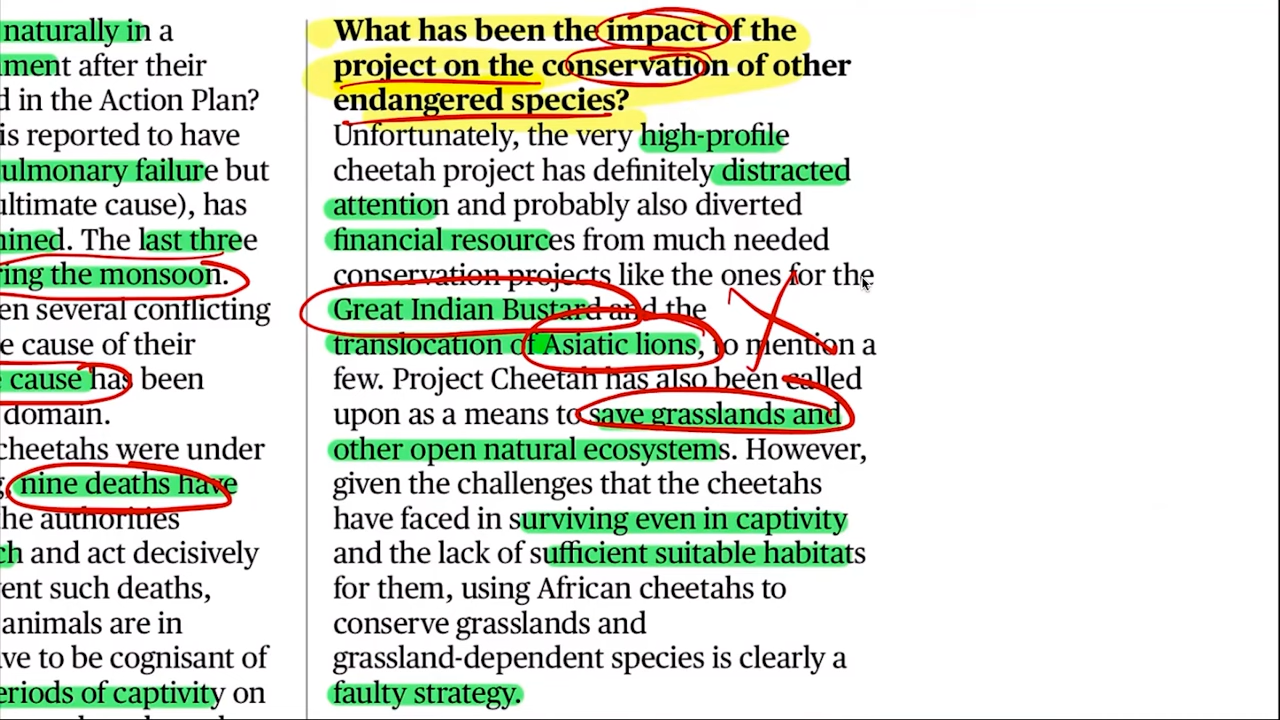 naturally in a
ment after their
d in the Action Plan?
is reported to have
ulmonary failure but
ultimate cause), has
nined. The last three
ring the monsoon.
en several conflicting
e cause of their
cause has been
domain.
cheetahs were under
nine deaths have
he authorities
ch and act decisively
ent such deaths,
animals are in
ve to be cognisant of
eriods of captivity on
What has been the impact of the
project on the conservation of other
endangered species?
Unfortunately, the very high-profile
cheetah project has definitely distracted
attention and probably also diverted
financial resources from much needed
conservation projects like the ones for the
Great Indian Bustard and the
translocation of Asiatic lions, to mention a
few. Project Cheetah has also been called
upon as a means to save grasslands and
other open natural ecosystems. However,
given the challenges that the cheetahs
have faced in surviving even in captivity
and the lack of sufficient suitable habitats
for them, using African cheetahs to
conserve grasslands and
grassland-dependent species is clearly a
faulty strategy.